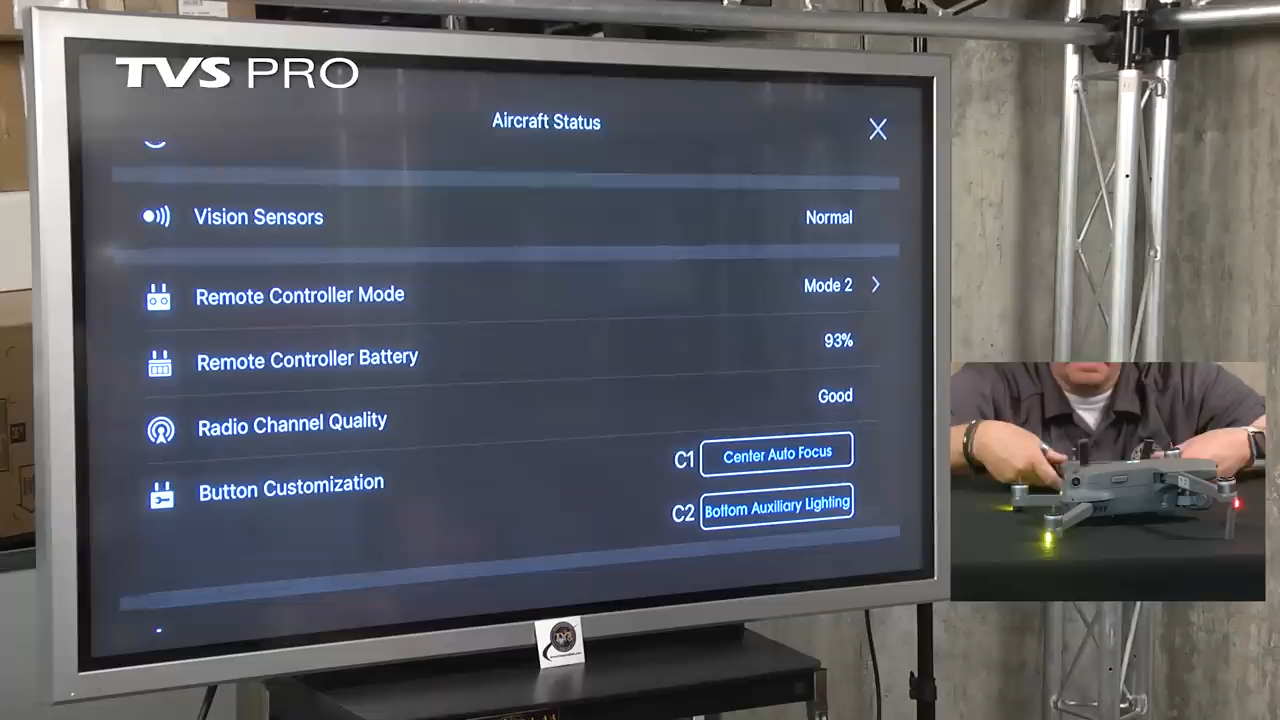 TVS PRO
Aircraft Status
Vision Sensors
Normal
Remote Controller Mode
Mode 2
Remote Controller Battery
93%
Radio Channel Quality
Good
Button Customization
C1 Center Auto Focus
C2 Bottom Auxiliary Lighting